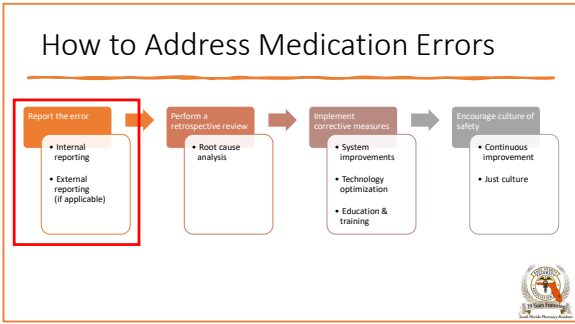 How to Address Medication Errors
Report the error
• Internal
reporting
• External
reporting
(if applicable)
Perform a
retrospective review
• Root cause
analysis
Implement
corrective measures
• System
improvements
• Technology
optimization
• Education &
training
Encourage culture of
safety
• Continuous
improvement
• Just culture